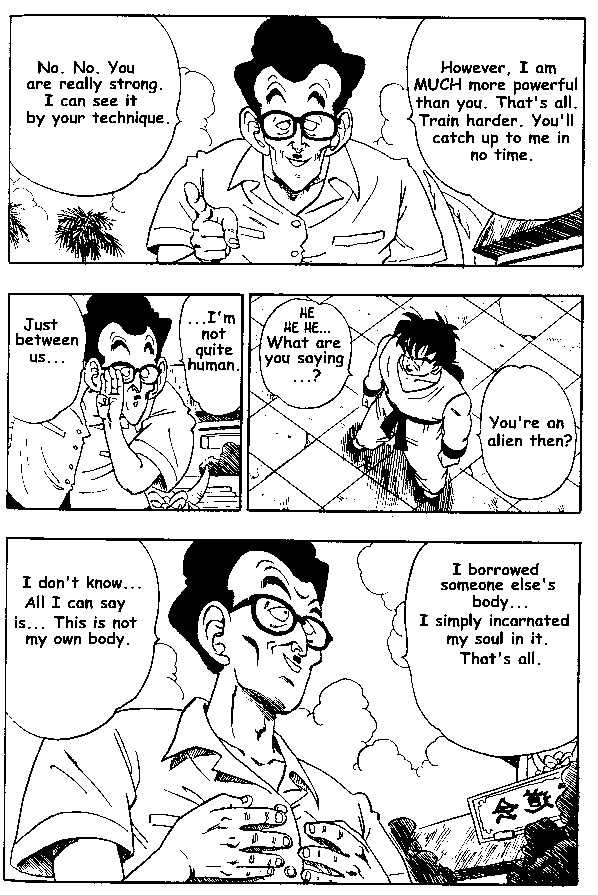 No. No. You
are really strong.
I can see it
by your technique.
However, I am
MUCH more powerful
than you. That's all.
Train harder. You'll
catch up to me in
no time.
Just
between
us...
...I'm
not
quite
human.
HE
HE HE...
What are
you saying
...?
You're an
alien then?
I don't know...
All I can say
is... This is not
my own body.
I borrowed
someone else's
body...
I simply incarnated
my soul in it.
That's all.